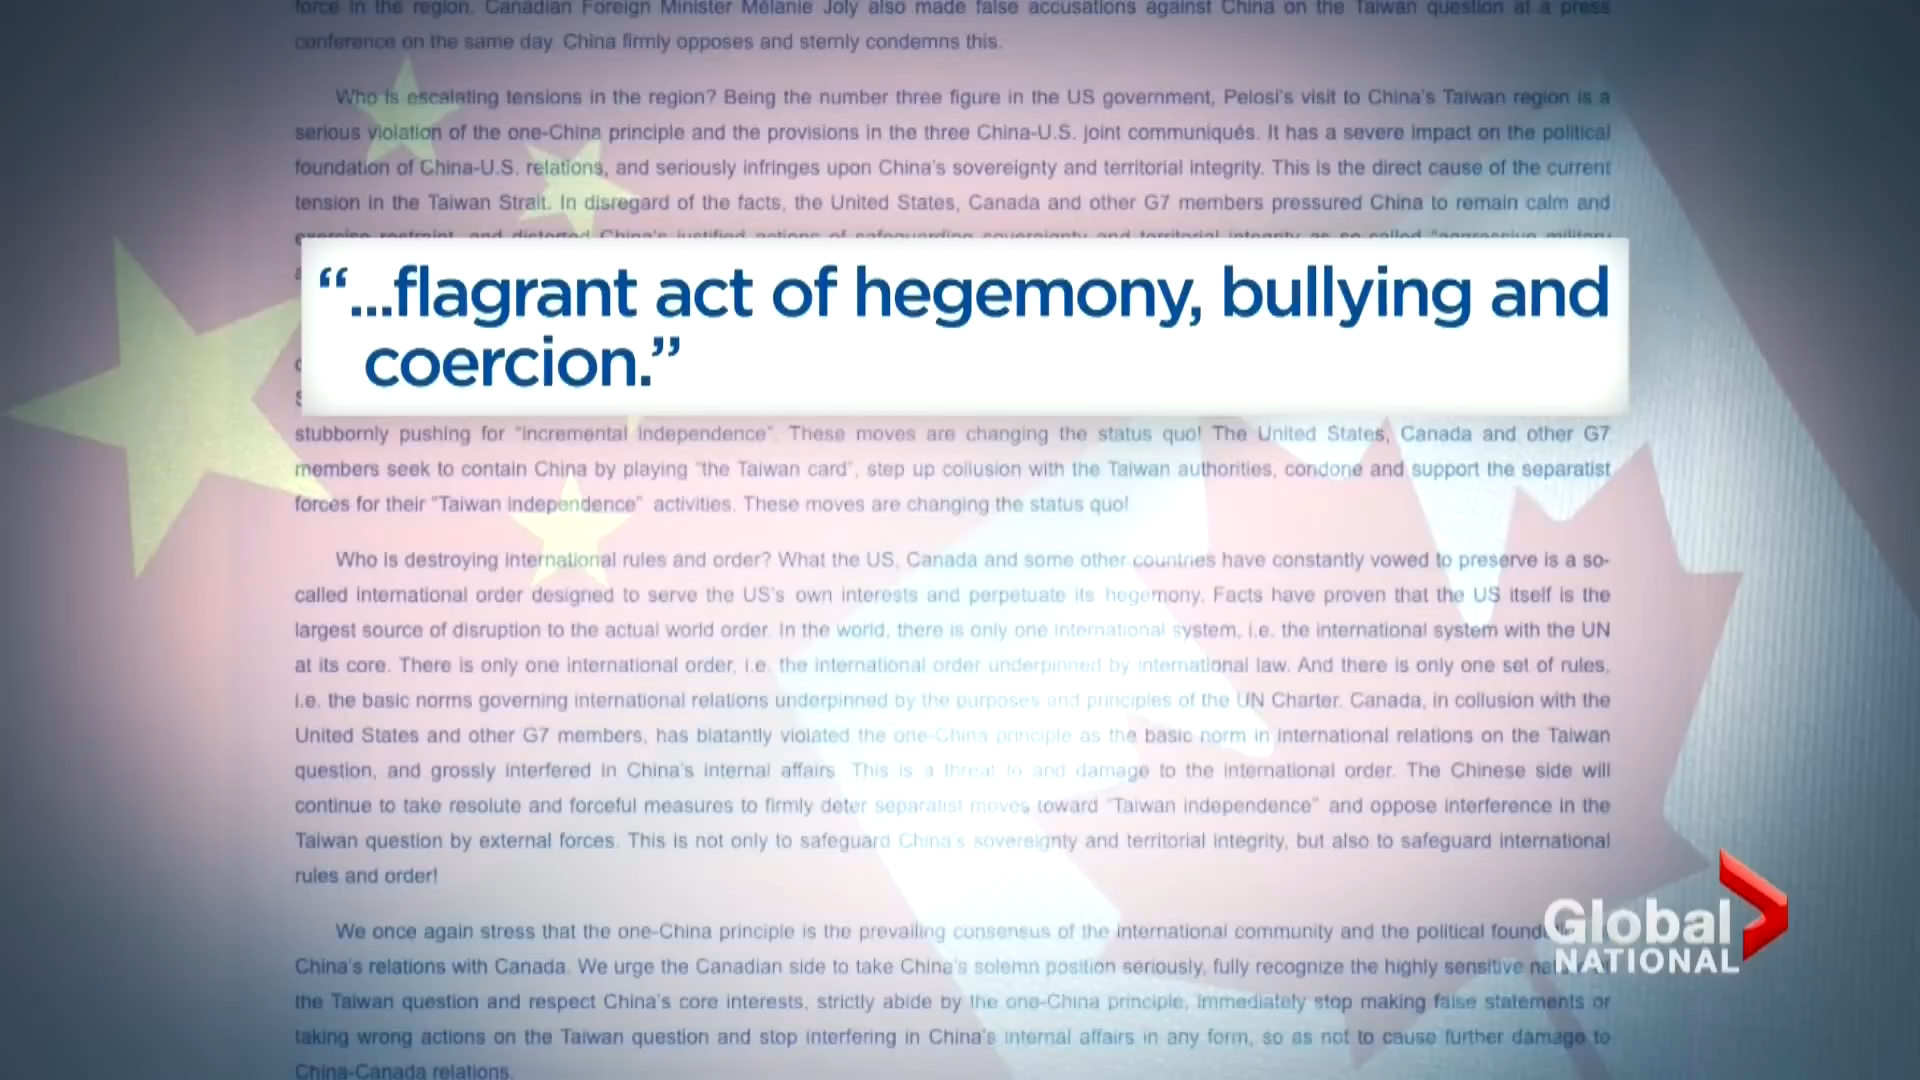 force in the region. Canadian Foreign Minister Mélanie Joly also made false accusations against China on the Taiwan question at a press
conference on the same day. China firmly opposes and sternly condemns this.
Who is escalating tensions in the region? Being the number three figure in the US government, Pelosi's visit to China's Taiwan region is a
serious violation of the one-China principle and the provisions in the three China-U.S. joint communiqués. It has a severe impact on the political
foundation of China-U.S. relations, and seriously infringes upon China's sovereignty and territorial integrity. This is the direct cause of the current
tension in the Taiwan Strait. In disregard of the facts, the United States, Canada and other G7 members pressured China to remain calm and
exercise restraint, and distorted China's justified actions of safeguarding sovereignty and territorial integrity as so-called "aggressive military
“...flagrant act of hegemony, bullying and
coercion.”
stubbornly pushing for "incremental independence". These moves are changing the status quo! The United States, Canada and other G7
members seek to contain China by playing "the Taiwan card", step up collusion with the Taiwan authorities, condone and support the separatist
forces for their "Taiwan independence" activities. These moves are changing the status quo!
Who is destroying international rules and order? What the US, Canada and some other countries have constantly vowed to preserve is a so-
called international order designed to serve the US's own interests and perpetuate its hegemony. Facts have proven that the US itself is the
largest source of disruption to the actual world order. In the world, there is only one international system, i.e. the international system with the UN
at its core. There is only one international order, i.e. the international order underpinned by international law. And there is only one set of rules,
i.e. the basic norms governing international relations underpinned by the purposes and principles of the UN Charter. Canada, in collusion with the
United States and other G7 members, has blatantly violated the one-China principle as the basic norm in international relations on the Taiwan
question, and grossly interfered in China's internal affairs. This is a threat to and damage to the international order. The Chinese side will
continue to take resolute and forceful measures to firmly deter separatist moves toward "Taiwan independence" and oppose interference in the
Taiwan question by external forces. This is not only to safeguard China's sovereignty and territorial integrity, but also to safeguard international
rules and order!
We once again stress that the one-China principle is the prevailing consensus of the international community and the political found
China's relations with Canada. We urge the Canadian side to take China's solemn position seriously, fully recognize the highly sensitive na
the Taiwan question and respect China's core interests, strictly abide by the one-China principle, immediately stop making false statements or
taking wrong actions on the Taiwan question and stop interfering in China's internal affairs in any form, so as not to cause further damage to
China-Canada relations.
Global
NATIONAL